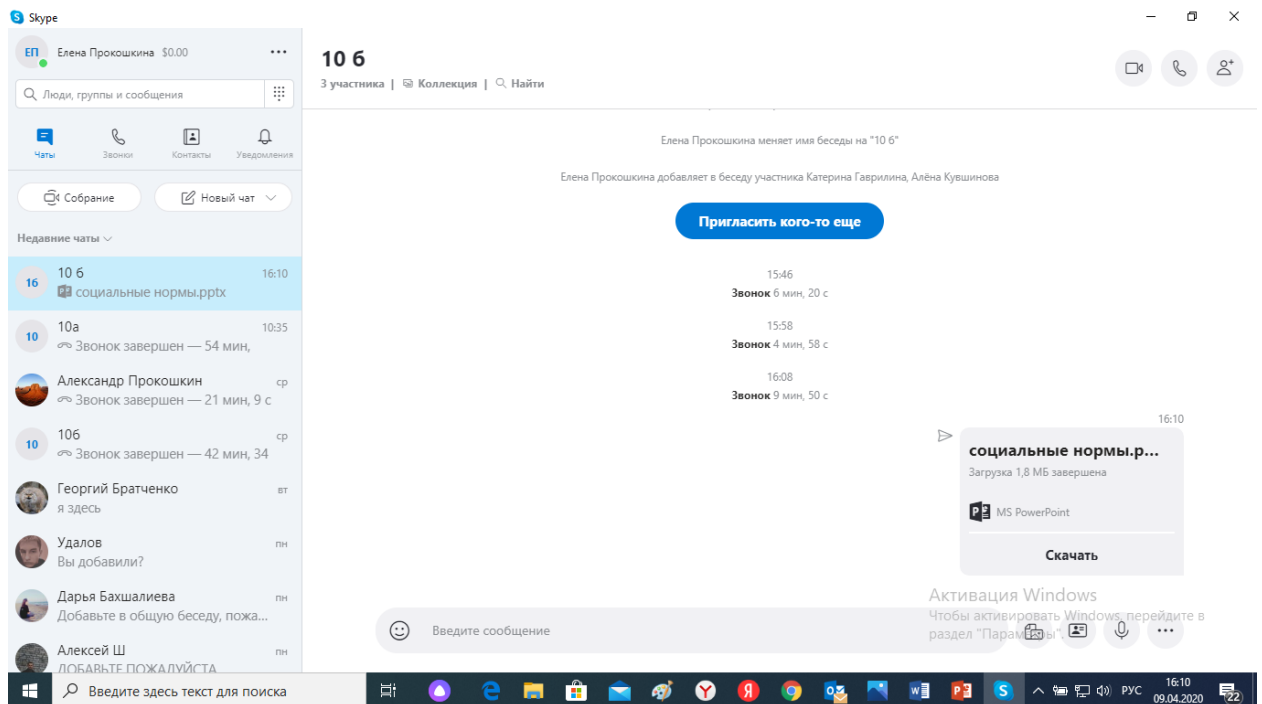 Skype
ЕП Елена Прокошкина $0.00
Люди, группы и сообщения
Чаты Звонки Контакты Уведомления
Собрание Новый чат
Недавние чаты
16 10 б 16:10
социальные нормы.pptx
10 10а 10:35
Звонок завершен — 54 мин,
Александр Прокошкин ср
Звонок завершен — 21 мин, 9 с
10 10б ср
Звонок завершен — 42 мин, 34
Георгий Братченко вт
я здесь
Удалов пн
Вы добавили?
Дарья Бахшалиева пн
Добавьте в общую беседу, пожа...
Алексей Ш пн
ДОБАВЬТЕ ПОЖАЛУЙСТА
10 б
3 участника | Коллекция | Найти
Елена Прокошкина меняет имя беседы на "10 б"
Елена Прокошкина добавляет в беседу участника Катерина Гаврилина, Алёна Кувшинова
Пригласить кого-то еще
15:46
Звонок 6 мин, 20 с
15:58
Звонок 4 мин, 58 с
16:08
Звонок 9 мин, 50 с
16:10
социальные нормы.р...
Загрузка 1,8 МБ завершена
MS PowerPoint
Скачать
Активация Windows
Чтобы активировать Windows, перейдите в
раздел "Параметры".
Введите сообщение
Введите здесь текст для поиска
РУС
16:10
09.04.2020
22